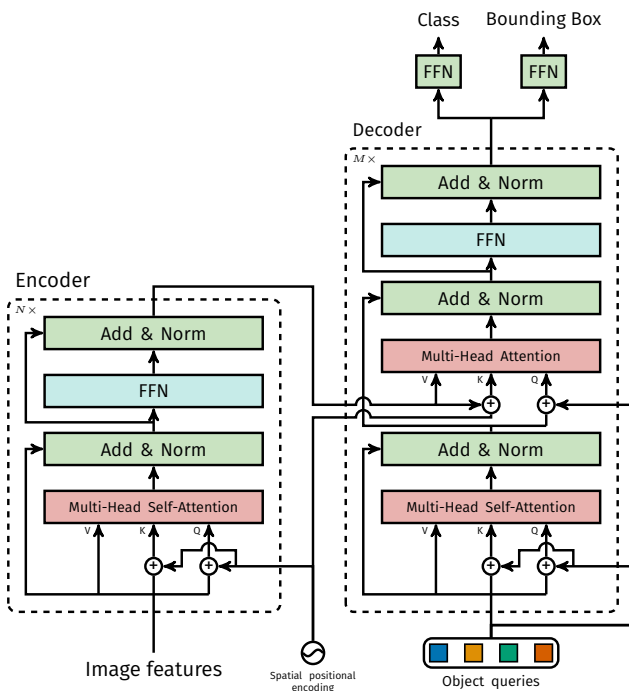 Class
Bounding Box
FFN
FFN
Decoder
M×
Add & Norm
FFN
Add & Norm
Multi-Head Attention
V
K
Q
Add & Norm
Multi-Head Self-Attention
V
K
Q
Encoder
N×
Add & Norm
FFN
Add & Norm
Multi-Head Self-Attention
V
K
Q
Image features
Spatial positional
encoding
Object queries